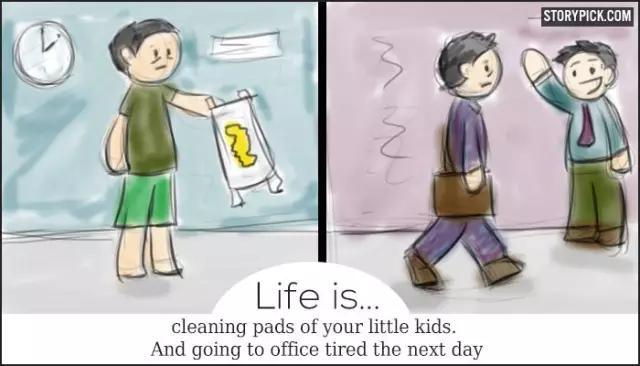 STORYPICK.COM
Life is...
cleaning pads of your little kids.
And going to office tired the next day